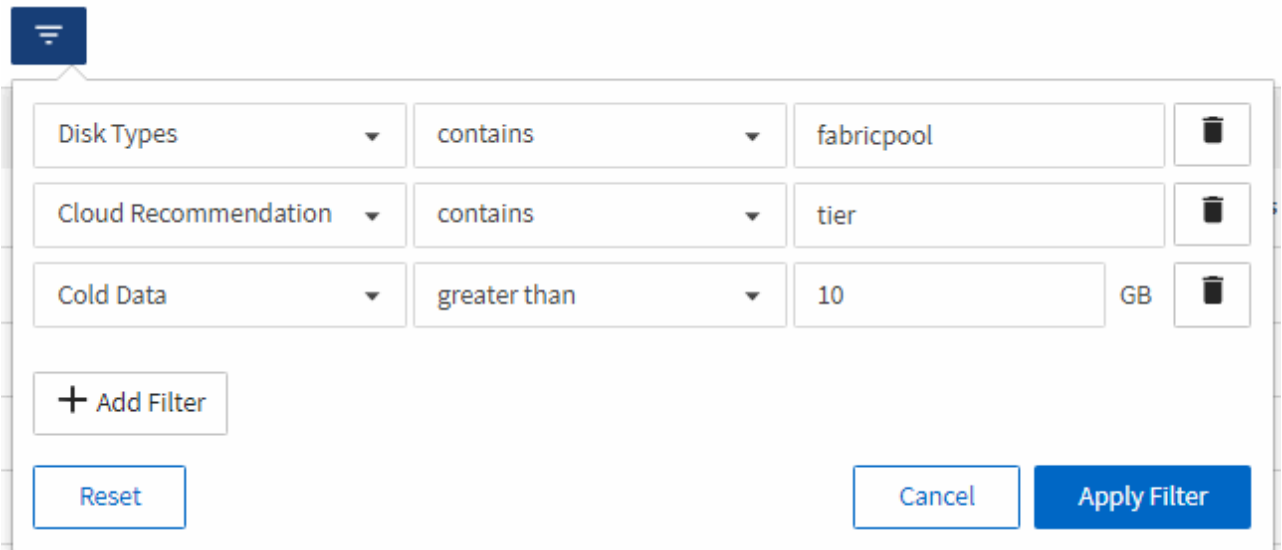 Disk Types contains fabricpool
Cloud Recommendation contains tier
Cold Data greater than 10 GB
+ Add Filter
Reset Cancel Apply Filter